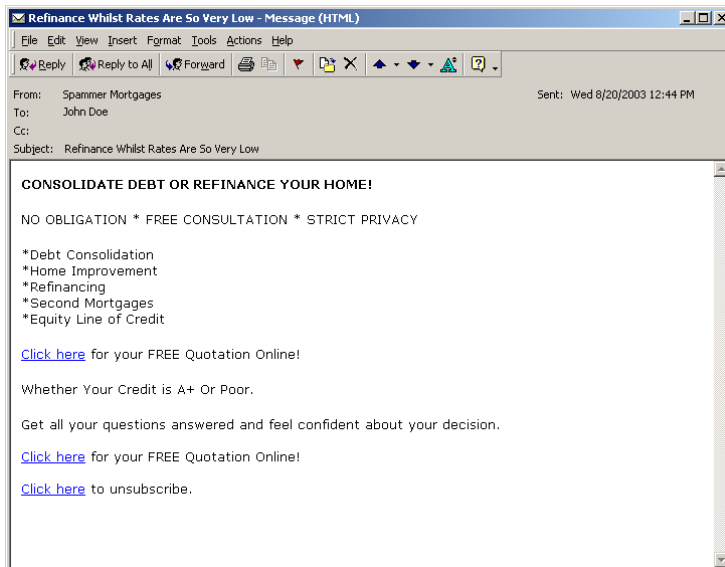 Refinance Whilst Rates Are So Very Low - Message (HTML)
File Edit View Insert Format Tools Actions Help
Reply Reply to All Forward
From: Spammer Mortgages Sent: Wed 8/20/2003 12:44 PM
To: John Doe
Cc:
Subject: Refinance Whilst Rates Are So Very Low
CONSOLIDATE DEBT OR REFINANCE YOUR HOME!
NO OBLIGATION * FREE CONSULTATION * STRICT PRIVACY
*Debt Consolidation
*Home Improvement
*Refinancing
*Second Mortgages
*Equity Line of Credit
Click here for your FREE Quotation Online!
Whether Your Credit is A+ Or Poor.
Get all your questions answered and feel confident about your decision.
Click here for your FREE Quotation Online!
Click here to unsubscribe.